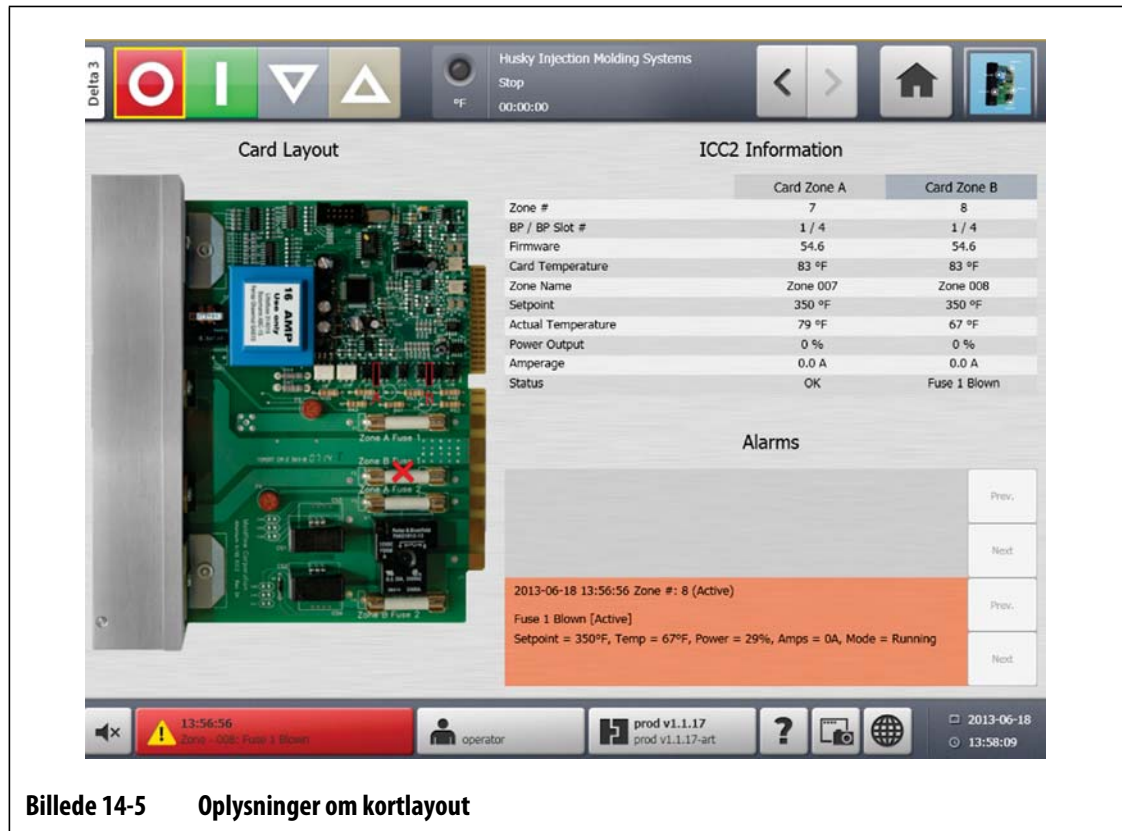 Delta 3
°F
Husky Injection Molding Systems
Stop
00:00:00
Card Layout
16 AMP
Use only
Zone A Fuse 1
Zone B Fuse 1
Zone A Fuse 2
Zone B Fuse 2
ICC2 Information
Card Zone A Card Zone B
Zone # 7 8
BP / BP Slot # 1 / 4 1 / 4
Firmware 54.6 54.6
Card Temperature 83 °F 83 °F
Zone Name Zone 007 Zone 008
Setpoint 350 °F 350 °F
Actual Temperature 79 °F 67 °F
Power Output 0 % 0 %
Amperage 0.0 A 0.0 A
Status OK Fuse 1 Blown
Alarms
Prev.
Next
2013-06-18 13:56:56 Zone #: 8 (Active)
Fuse 1 Blown [Active]
Setpoint = 350°F, Temp = 67°F, Power = 29%, Amps = 0A, Mode = Running
Prev.
Next
13:56:56
Zone - 008: Fuse 1 Blown
operator
prod v1.1.17
prod v1.1.17-art
?
2013-06-18
13:58:09
Billede 14-5 Oplysninger om kortlayout